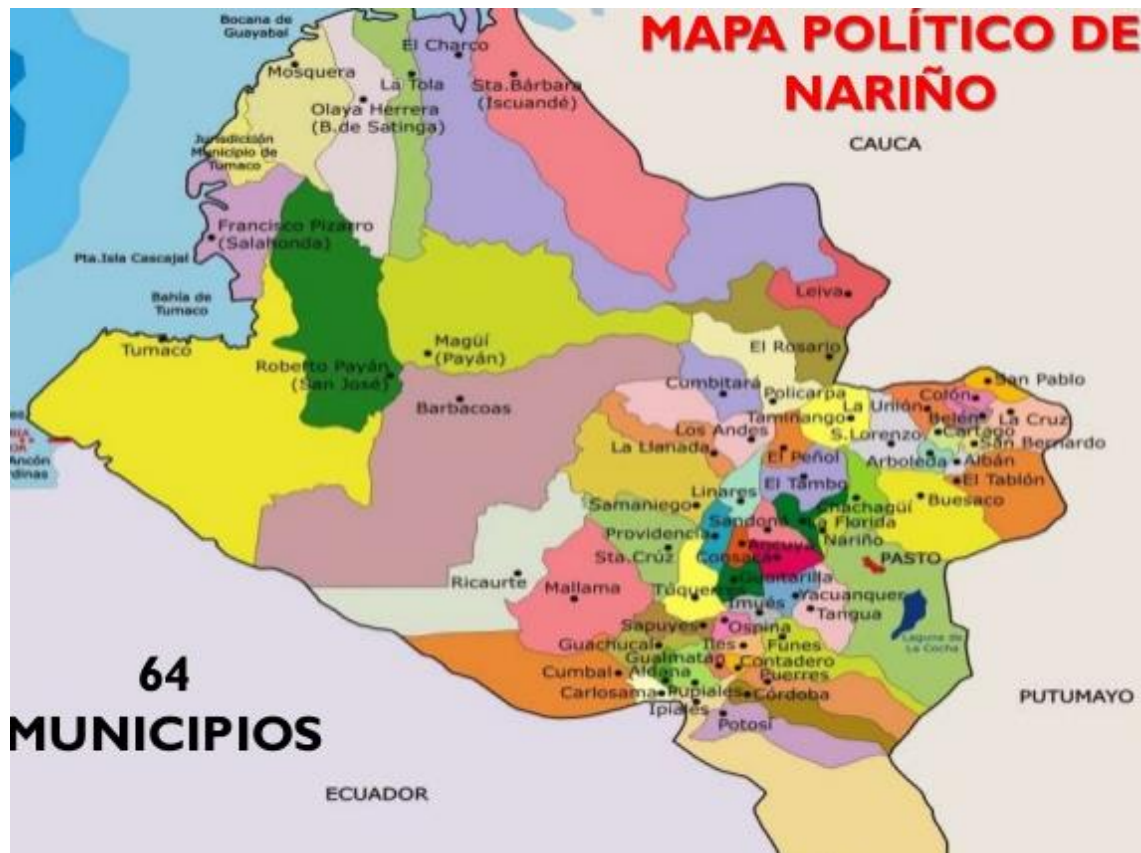 MAPA POLÍTICO DE
NARIÑO
Bocana de
Guayabal
El Charco
Mosquera
La Tola
Sta.Bárbara
(Iscuandé)
Olaya Herrera
(B.de Satinga)
CAUCA
Jurisdicción
Municipio de
Tumaco
Francisco Pizarro
(Salahonda)
Pta.Isla Cascajal
Bahía de
Tumaco
Leiva
Tumaco
Magüí
(Payán)
El Rosario
Roberto Payán
(San José)
Barbacoas
Cumbitará
Policarpa
San Pablo
Colón
La Unión
Taminango
Belén
La Cruz
Los Andes
S.Lorenzo
Cartago
San Bernardo
La Llanada
El Peñol
Arboleda
Albán
El Tambo
El Tablón
Linares
Samaniego
Chachagüí
Buesaco
Sandoná
La Florida
Providencia
Nariño
Ancuya
Sta.Crúz
Consacá
PASTO
Ricaurte
Mallama
Guaitarilla
Túquerres
Yacuanquer
Imués
Tangua
Sapuyes
Ospina
Laguna de
La Cocha
Guachucal
Iles
Funes
Gualmatán
Contadero
Cumbal
Aldana
Puerres
Carlosama
Pupiales
Córdoba
Ipiales
Potosí
PUTUMAYO
64
MUNICIPIOS
ECUADOR